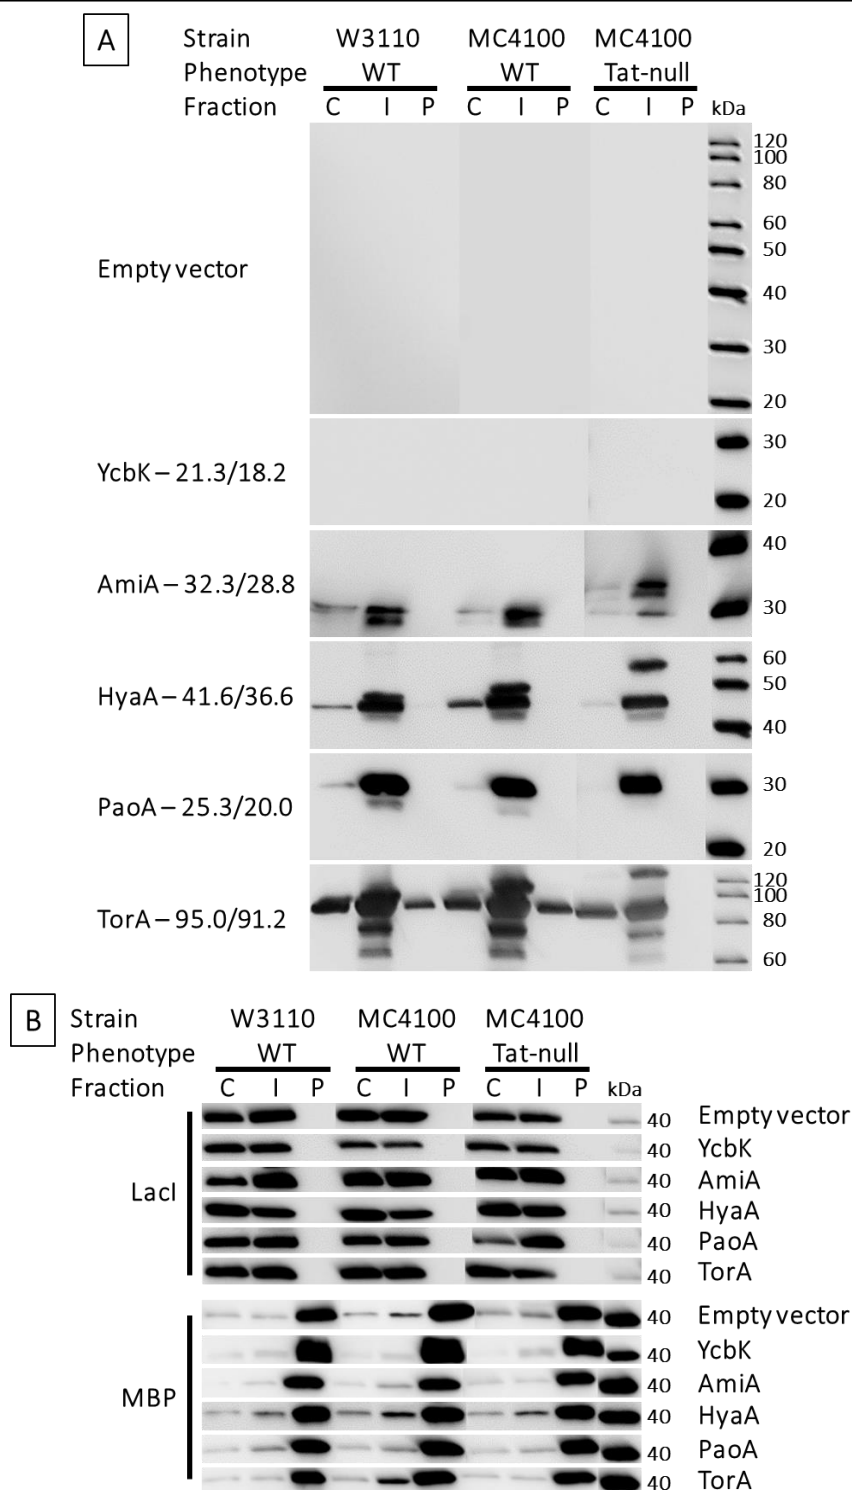 A
Strain W3110 MC4100 MC4100
Phenotype WT WT Tat-null
Fraction C I P C I P C I P kDa
120
100
80
60
50
Empty vector
40
30
20
30
YcbK – 21.3/18.2
20
40
AmiA – 32.3/28.8
30
60
50
HyaA – 41.6/36.6
40
30
PaoA – 25.3/20.0
20
120
100
TorA – 95.0/91.2 80
60
B
Strain W3110 MC4100 MC4100
Phenotype WT WT Tat-null
Fraction C I P C I P C I P kDa
40 Empty vector
40 YcbK
LacI 40 AmiA
40 HyaA
40 PaoA
40 TorA
40 Empty vector
40 YcbK
MBP 40 AmiA
40 HyaA
40 PaoA
40 TorA